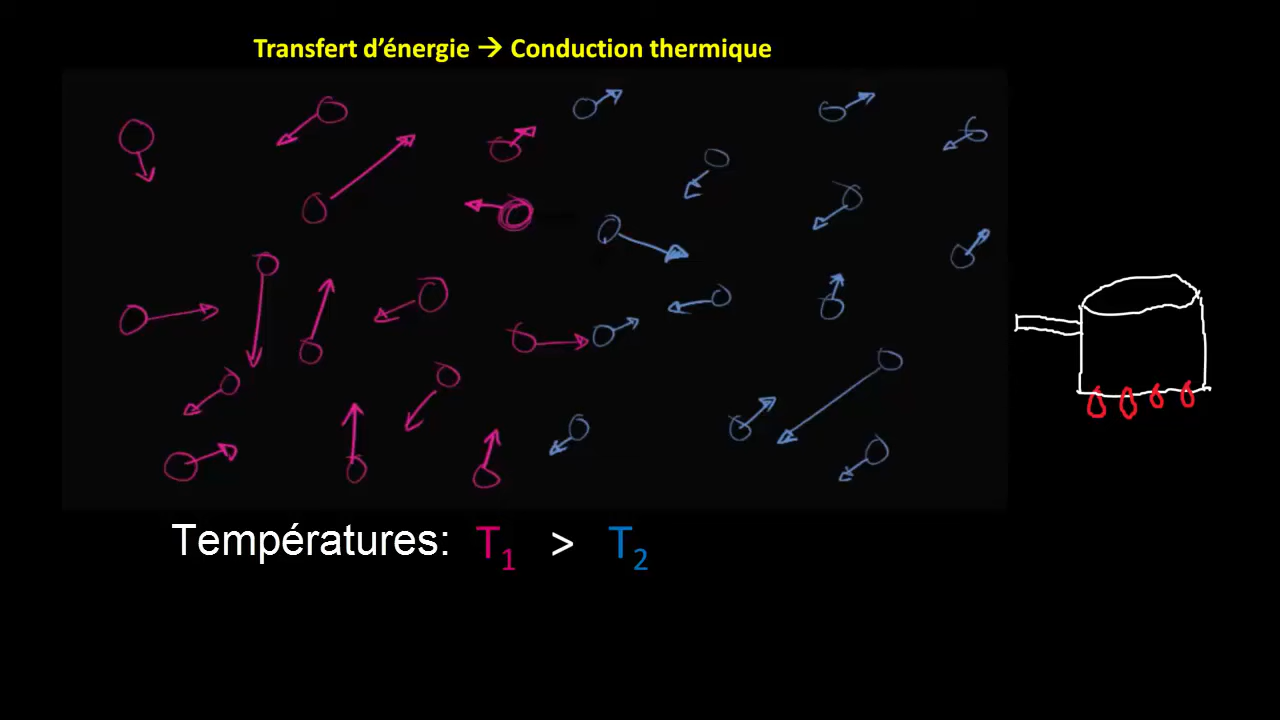 Transfert d’énergie → Conduction thermique
Températures: T₁ > T₂